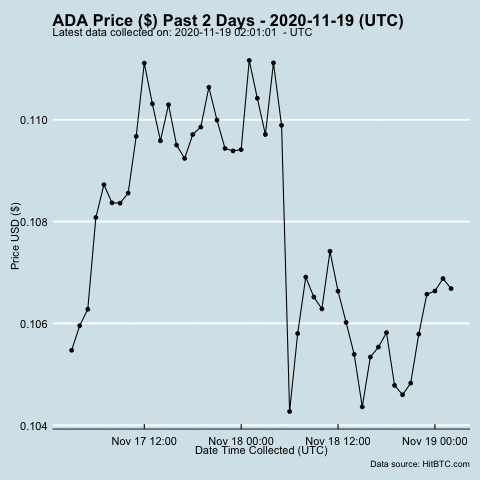 ADA Price ($) Past 2 Days - 2020-11-19 (UTC)
Latest data collected on: 2020-11-19 02:01:01  - UTC
0.110
0.108
0.106
0.104
Price USD ($)
Nov 17 12:00 Nov 18 00:00 Nov 18 12:00 Nov 19 00:00
Date Time Collected (UTC)
Data source: HitBTC.com